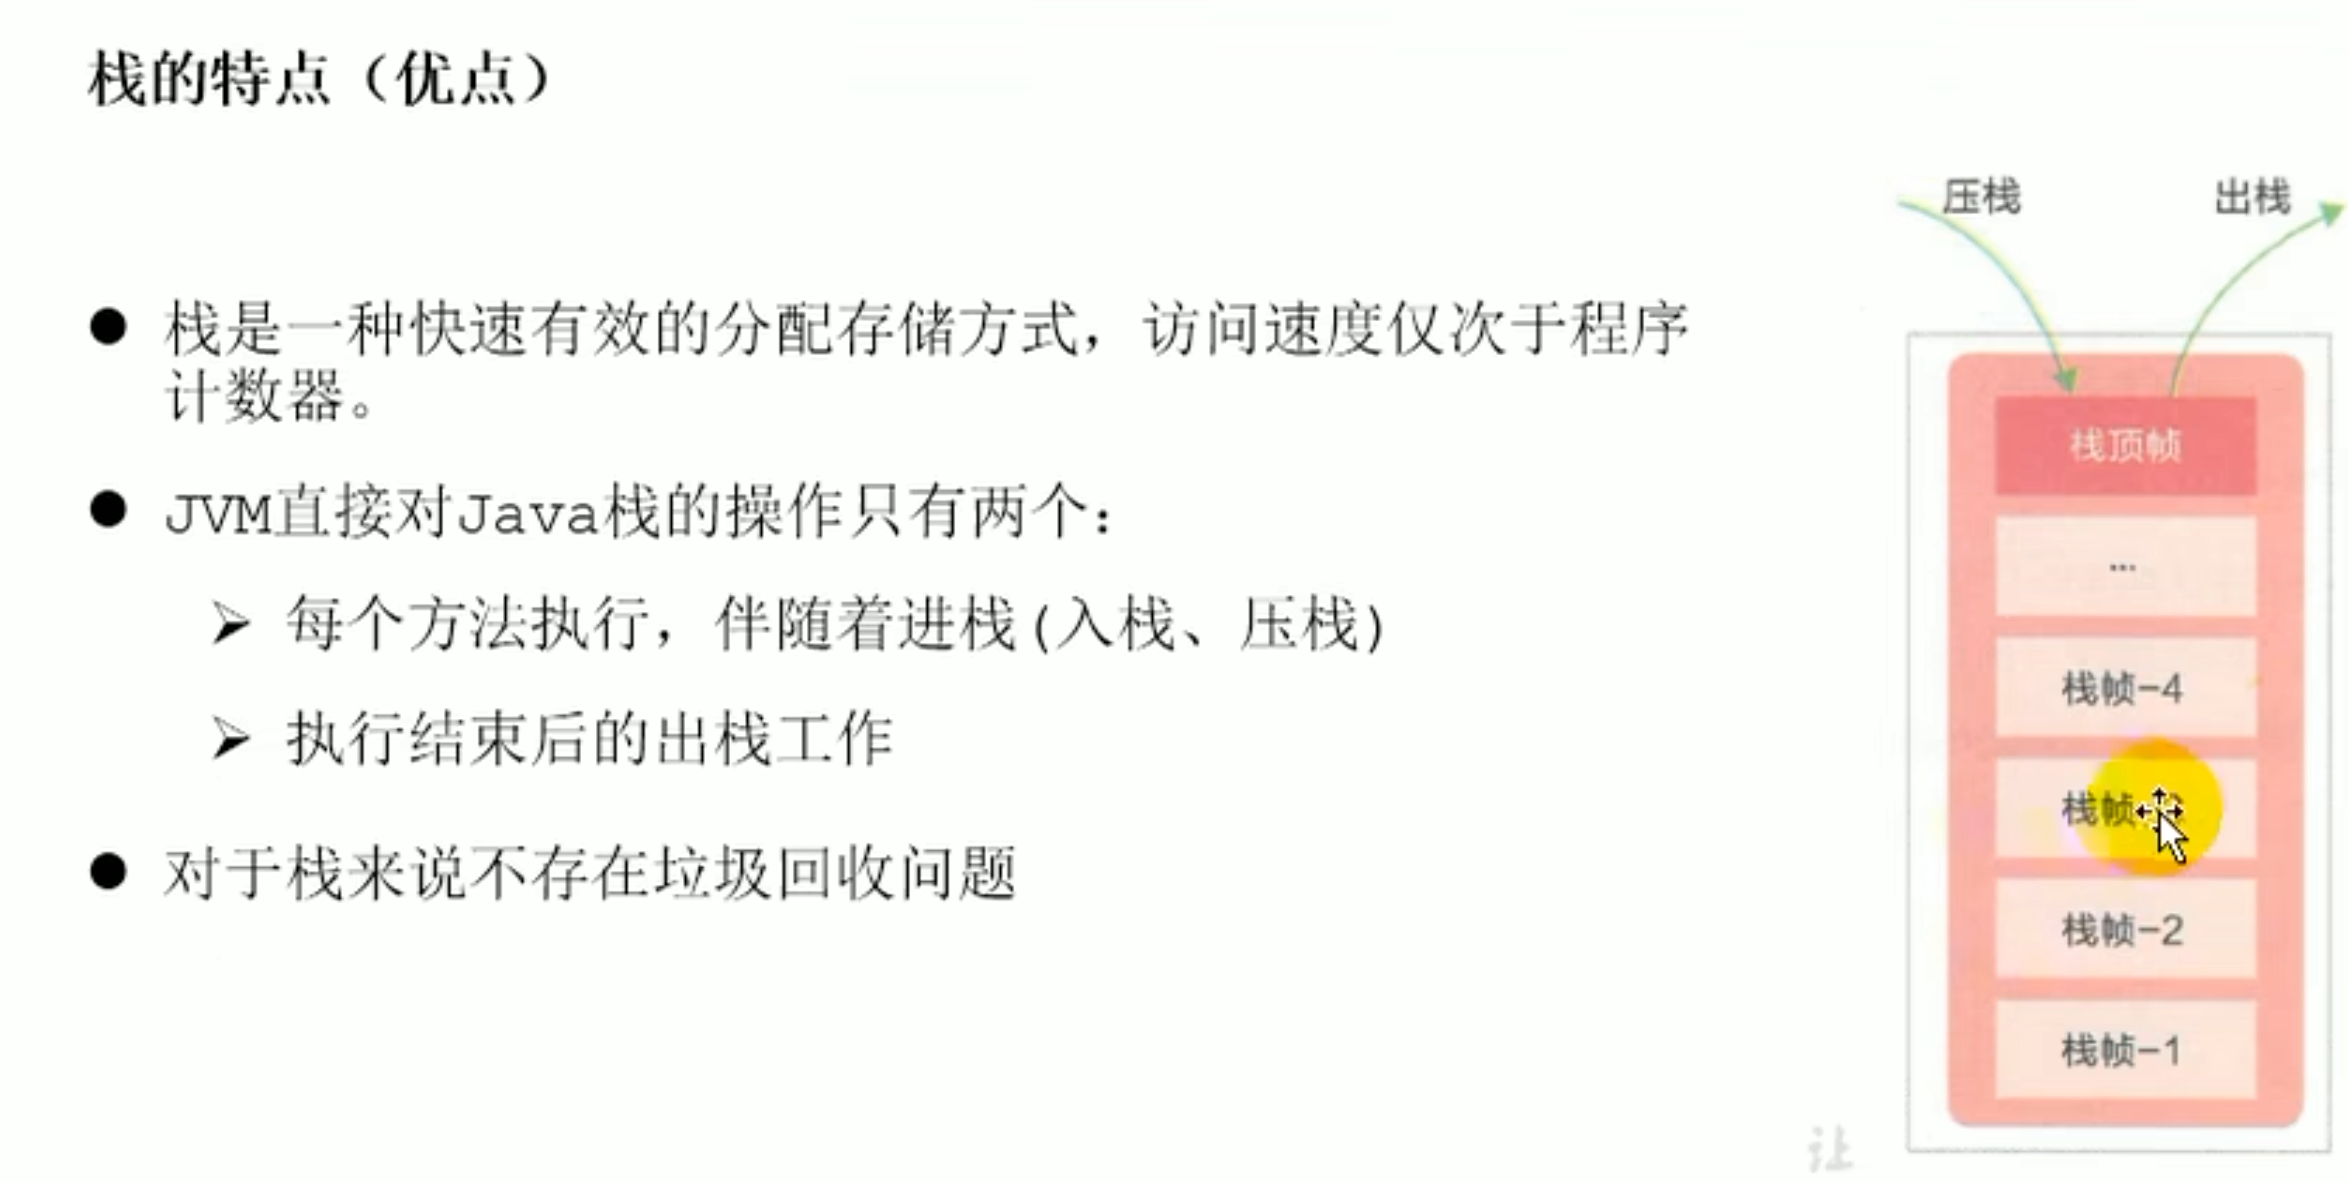 栈的特点（优点）
● 栈是一种快速有效的分配存储方式，访问速度仅次于程序
计数器。
● JVM直接对Java栈的操作只有两个：
➢ 每个方法执行，伴随着进栈(入栈、压栈)
➢ 执行结束后的出栈工作
● 对于栈来说不存在垃圾回收问题
压栈 出栈
栈顶帧
...
栈帧-4
栈帧
栈帧-2
栈帧-1
让